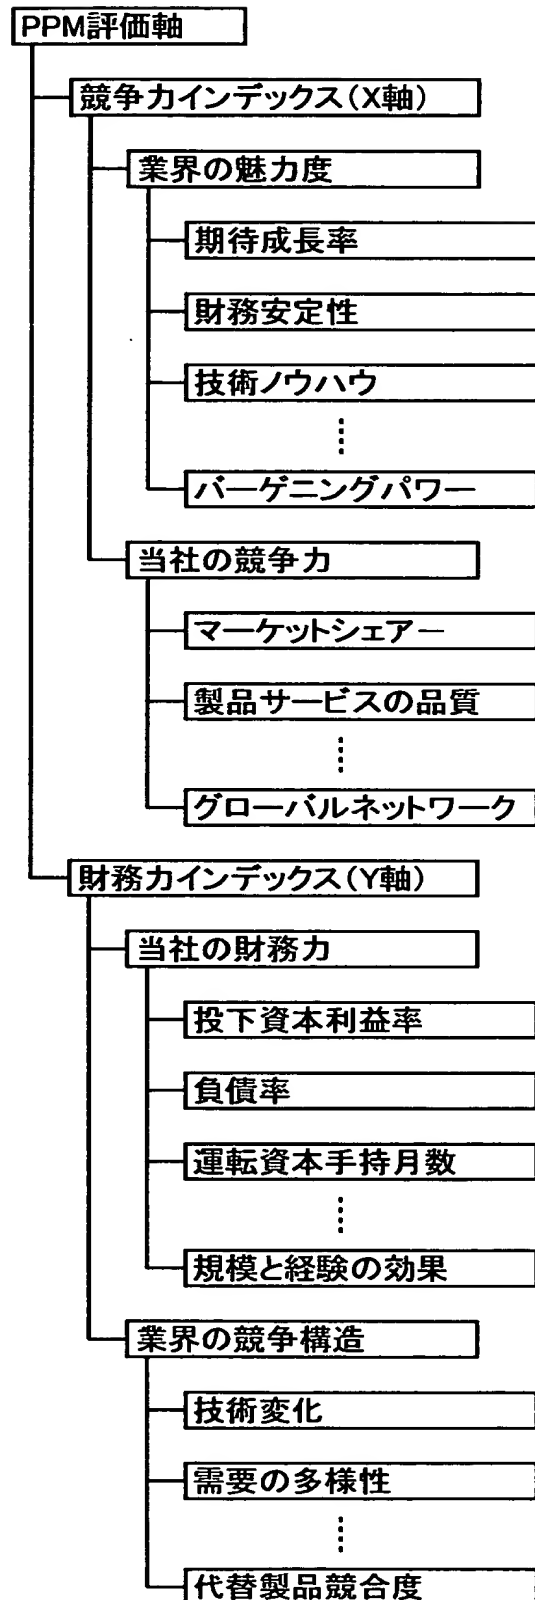 PPM評価軸
競争力インデックス(X軸)
業界の魅力度
期待成長率
財務安定性
技術ノウハウ
バーゲニングパワー
当社の競争力
マーケットシェアー
製品サービスの品質
グローバルネットワーク
財務力インデックス(Y軸)
当社の財務力
投下資本利益率
負債率
運転資本手持月数
規模と経験の効果
業界の競争構造
技術変化
需要の多様性
代替製品競合度